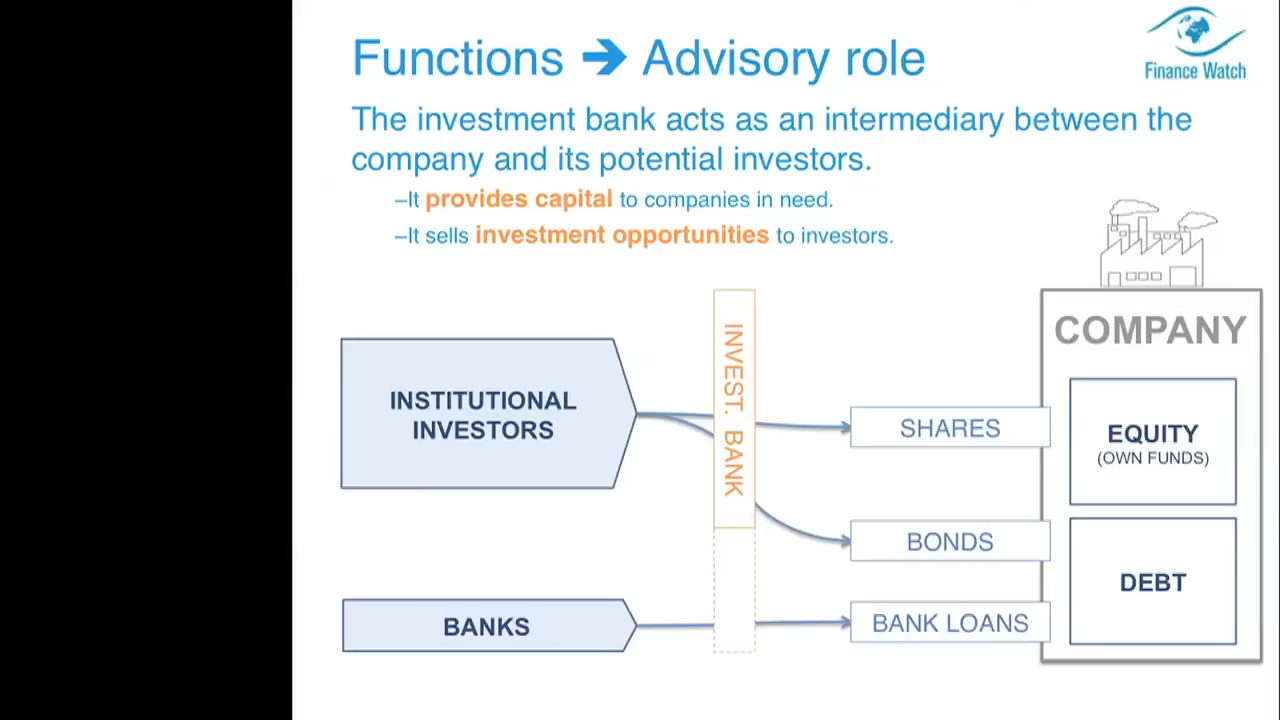 Functions ➔ Advisory role
Finance Watch
The investment bank acts as an intermediary between the
company and its potential investors.
–It provides capital to companies in need.
–It sells investment opportunities to investors.
INSTITUTIONAL
INVESTORS
INVEST. BANK
COMPANY
SHARES
EQUITY
(OWN FUNDS)
BONDS
DEBT
BANKS
BANK LOANS